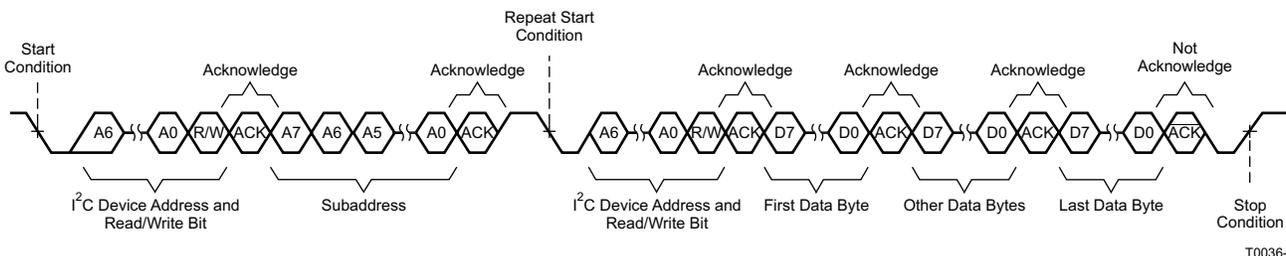 Repeat Start
Condition
Start
Condition
Acknowledge
Acknowledge
Acknowledge
Acknowledge
Acknowledge
Not
Acknowledge
A6 A0 R/W ACK A7 A6 A5 A0 ACK A6 A0 R/W ACK D7 D0 ACK D7 D0 ACK D7 D0 ACK
I²C Device Address and
Read/Write Bit
Subaddress
I²C Device Address and
Read/Write Bit
First Data Byte
Other Data Bytes
Last Data Byte
Stop
Condition
T0036-